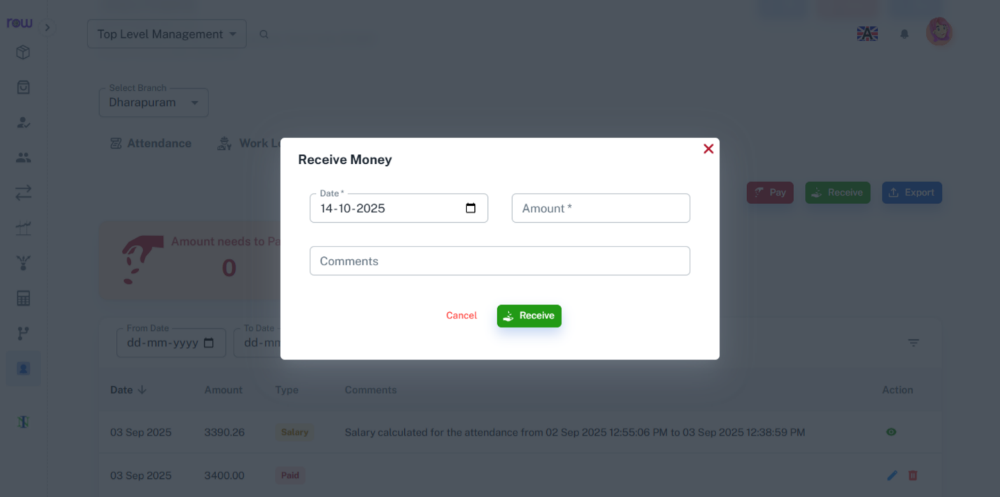 row
Top Level Management
Select Branch
Dharapuram
Attendance
Work L
Receive Money
Date *
14-10-2025
Amount *
Comments
Cancel
Receive
Pay
Receive
Export
Amount needs to Pa
0
From Date
dd-mm-yyyy
To Date
dd-mm
Date Amount Type Comments Action
03 Sep 2025 3390.26 Salary Salary calculated for the attendance from 02 Sep 2025 12:55:06 PM to 03 Sep 2025 12:38:59 PM
03 Sep 2025 3400.00 Paid